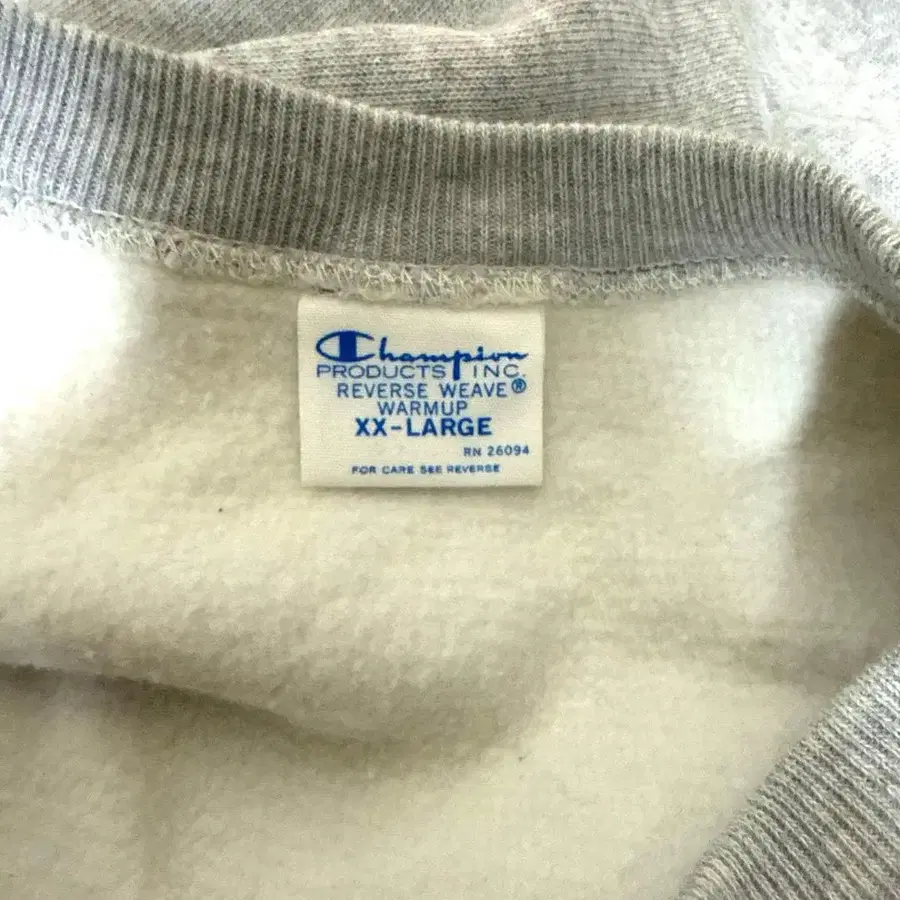 Champion
PRODUCTS INC.
REVERSE WEAVE®
WARMUP
XX-LARGE
RN 26094
FOR CARE SEE REVERSE